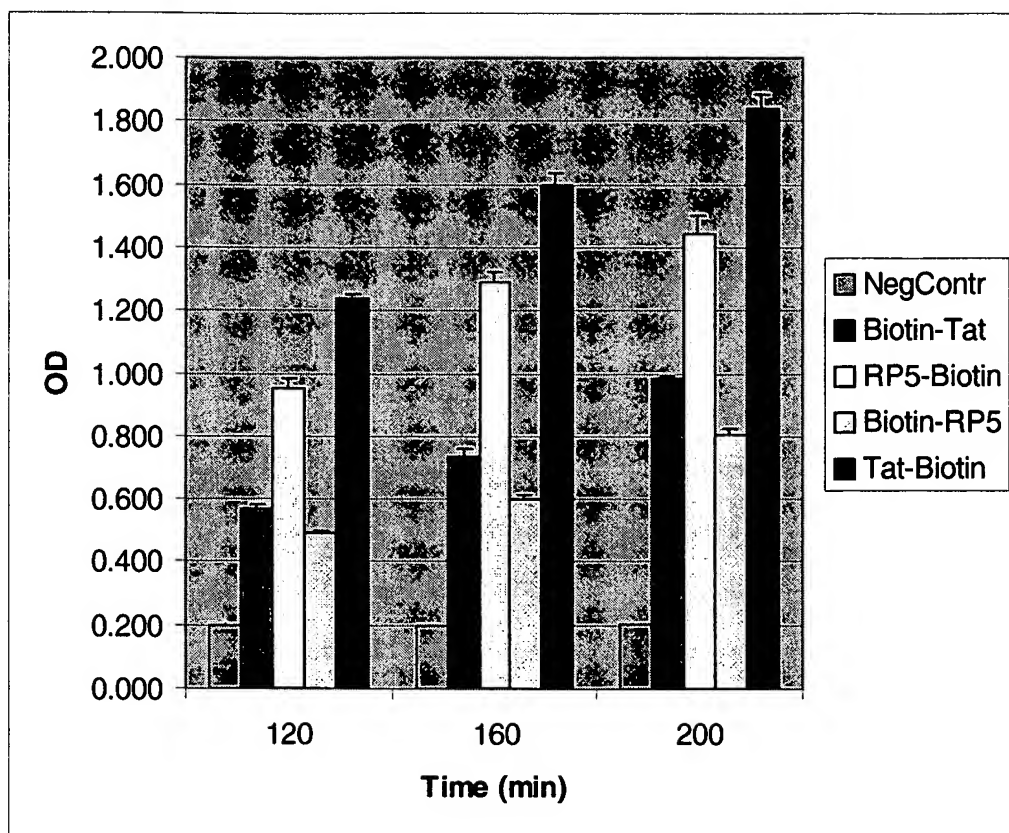 2.000
1.800
1.600
1.400
1.200
1.000
0.800
0.600
0.400
0.200
0.000
OD
120 160 200
Time (min)
NegContr
Biotin-Tat
RP5-Biotin
Biotin-RP5
Tat-Biotin